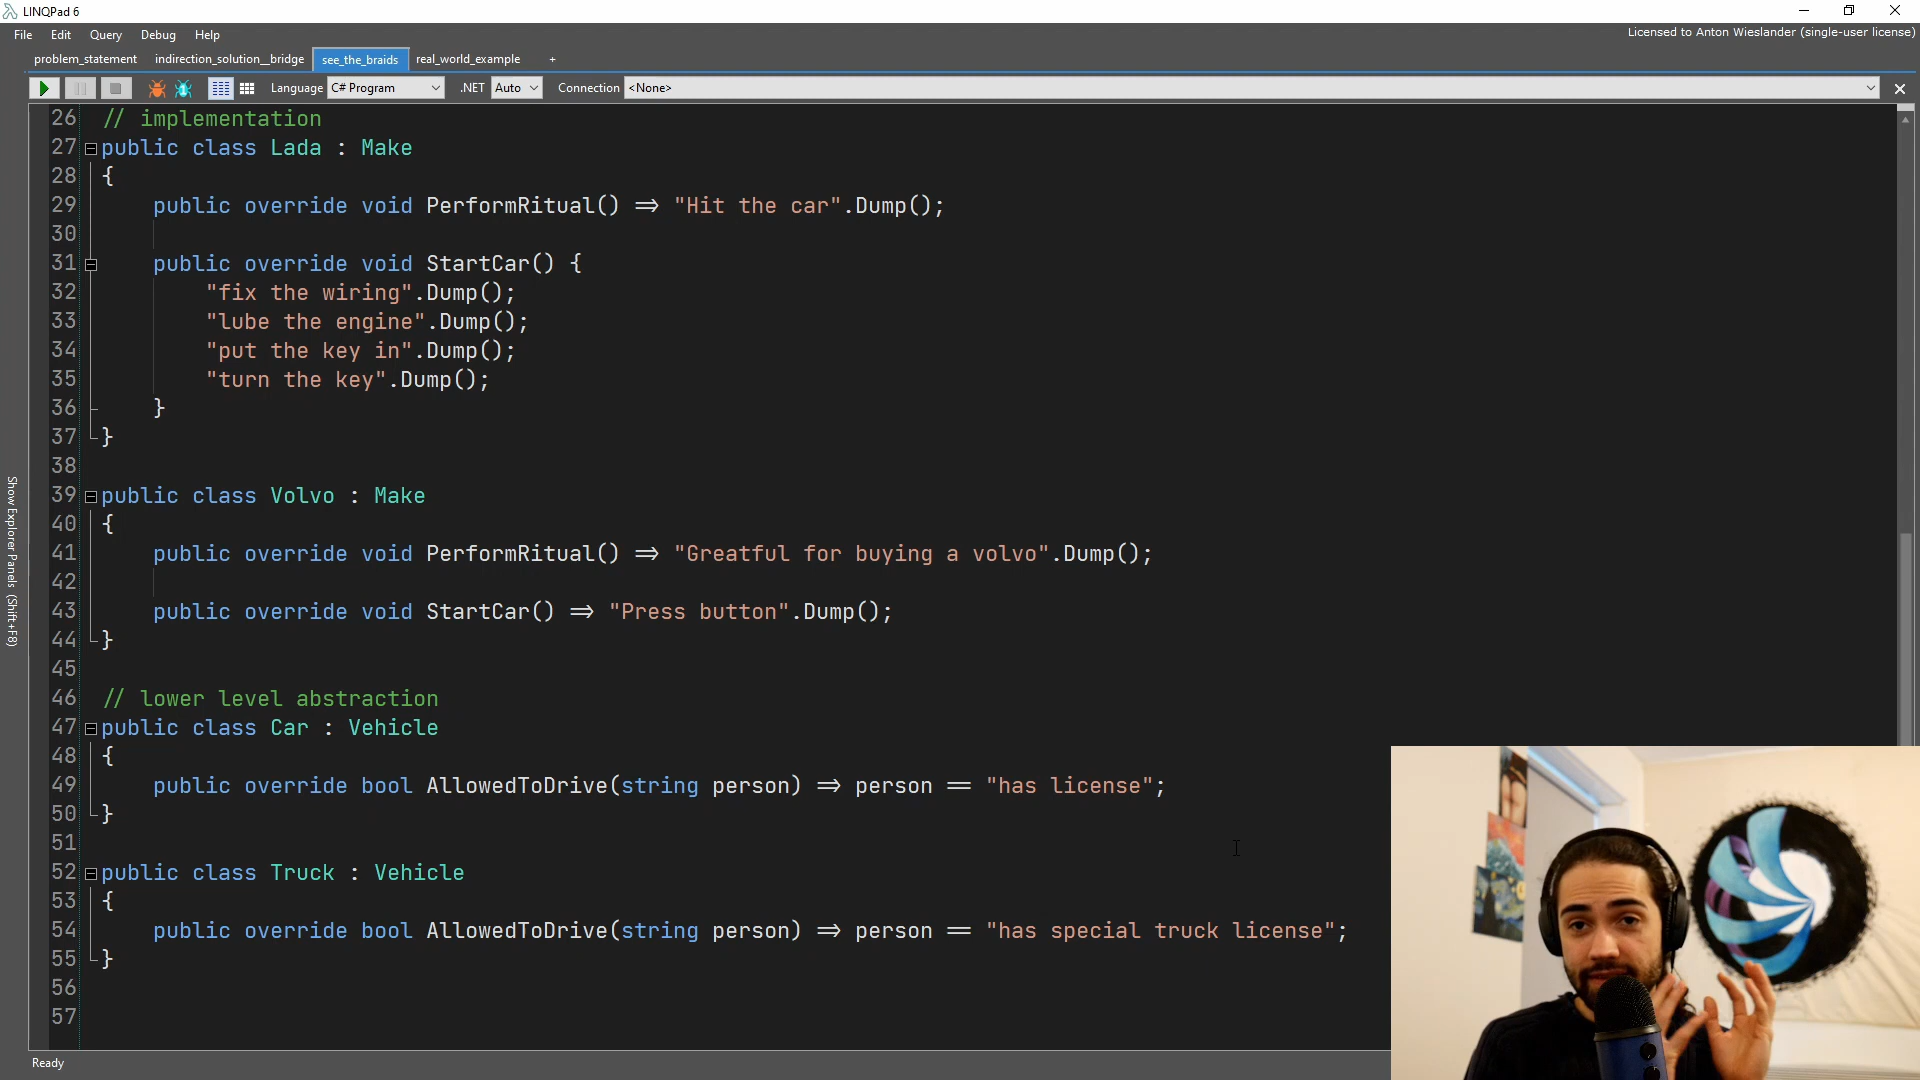 LINQPad 6
File Edit Query Debug Help
Licensed to Anton Wieslander (single-user license)
problem_statement indirection_solution__bridge see_the_braids real_world_example +
Language C# Program .NET Auto Connection <None>
26 // implementation
27 public class Lada : Make
28 {
29 public override void PerformRitual() => "Hit the car".Dump();
30
31 public override void StartCar() {
32 "fix the wiring".Dump();
33 "lube the engine".Dump();
34 "put the key in".Dump();
35 "turn the key".Dump();
36 }
37 }
38
39 public class Volvo : Make
40 {
41 public override void PerformRitual() => "Greatful for buying a volvo".Dump();
42
43 public override void StartCar() => "Press button".Dump();
44 }
45
46 // lower level abstraction
47 public class Car : Vehicle
48 {
49 public override bool AllowedToDrive(string person) => person == "has license";
50 }
51
52 public class Truck : Vehicle
53 {
54 public override bool AllowedToDrive(string person) => person == "has special truck license";
55 }
56
57
Show Explorer Panels (Shift+F8)
Ready